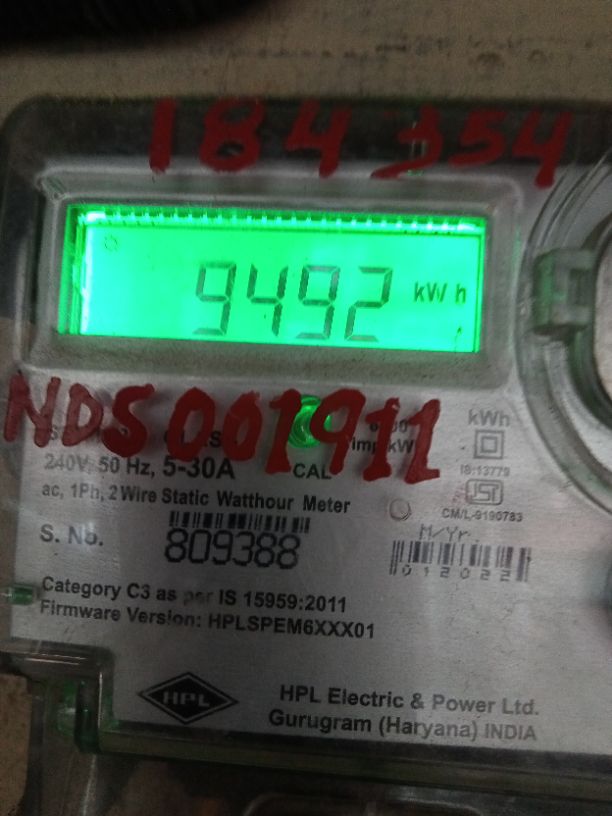 184354
9492 kWh
NDS001911
kWh
240V, 50 Hz, 5-30A
CAL
IS:13779
ac, 1Ph, 2 Wire Static Watthour Meter
ISI
CM/L-9190783
S. No.
809388
M/Yr.
012022
Category C3 as per IS 15959:2011
Firmware Version: HPLSPEM6XXX01
HPL
HPL Electric & Power Ltd.
Gurugram (Haryana) INDIA